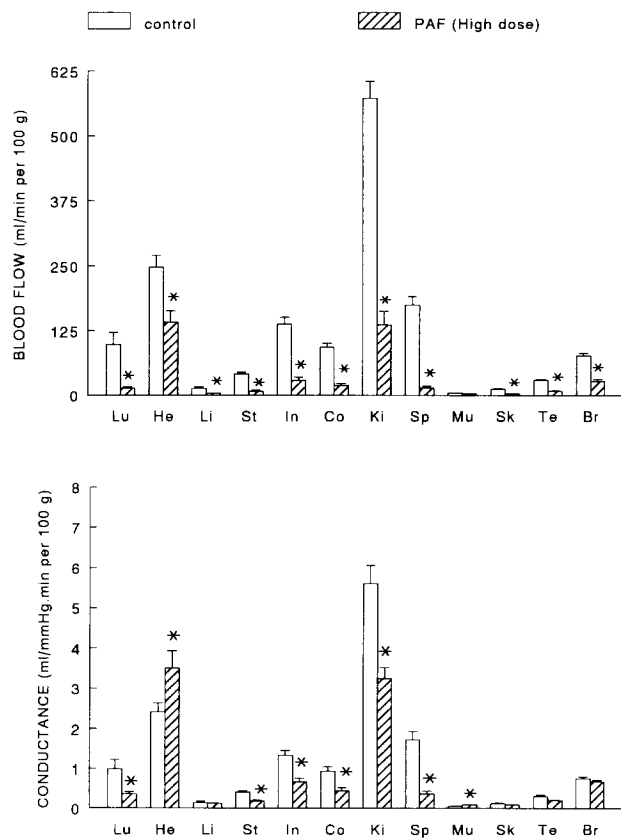 control PAF (High dose)
BLOOD FLOW (ml/min per 100 g)
625
500
375
250
125
0
* * * * * * * * * * *
Lu He Li St In Co Ki Sp Mu Sk Te Br
CONDUCTANCE (ml/mmHg.min per 100 g)
8
7
6
5
4
3
2
1
0
* * * * * * * *
Lu He Li St In Co Ki Sp Mu Sk Te Br